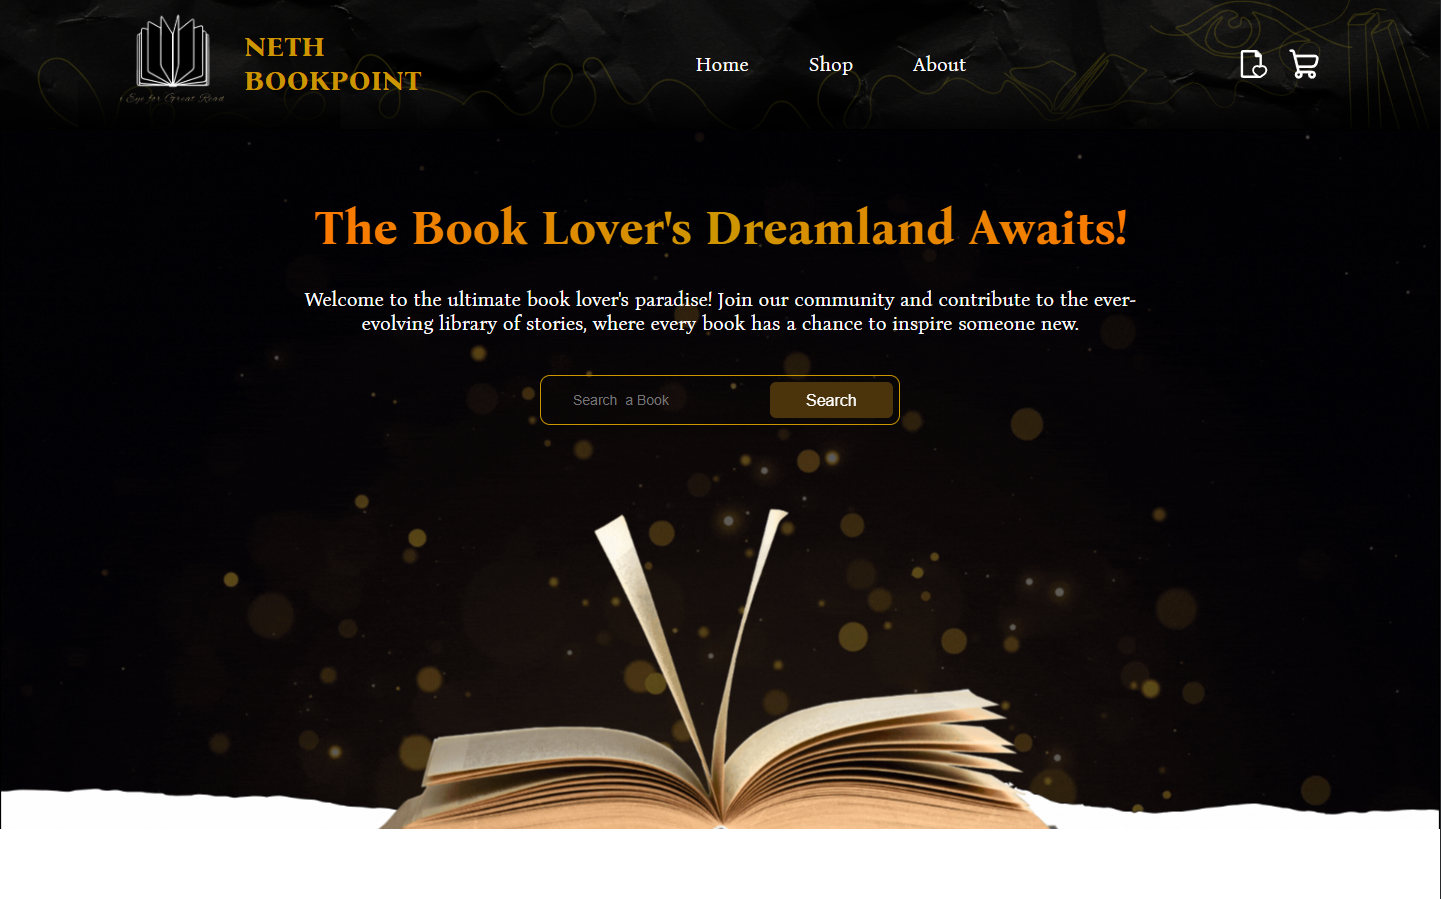 NETH
BOOKPOINT
Eye for Great Read
Home
Shop
About
The Book Lover's Dreamland Awaits!
Welcome to the ultimate book lover's paradise! Join our community and contribute to the ever-
evolving library of stories, where every book has a chance to inspire someone new.
Search a Book
Search